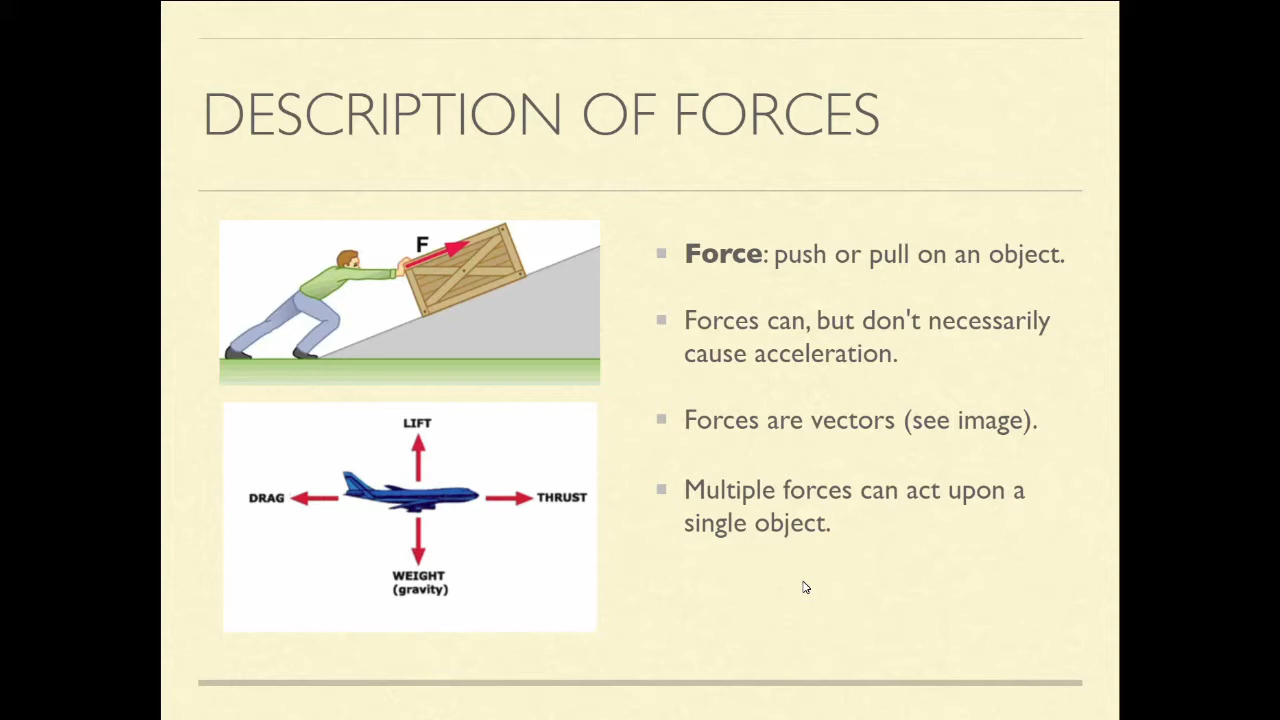 DESCRIPTION OF FORCES
F
LIFT
DRAG
THRUST
WEIGHT
(gravity)
Force: push or pull on an object.
Forces can, but don't necessarily
cause acceleration.
Forces are vectors (see image).
Multiple forces can act upon a
single object.